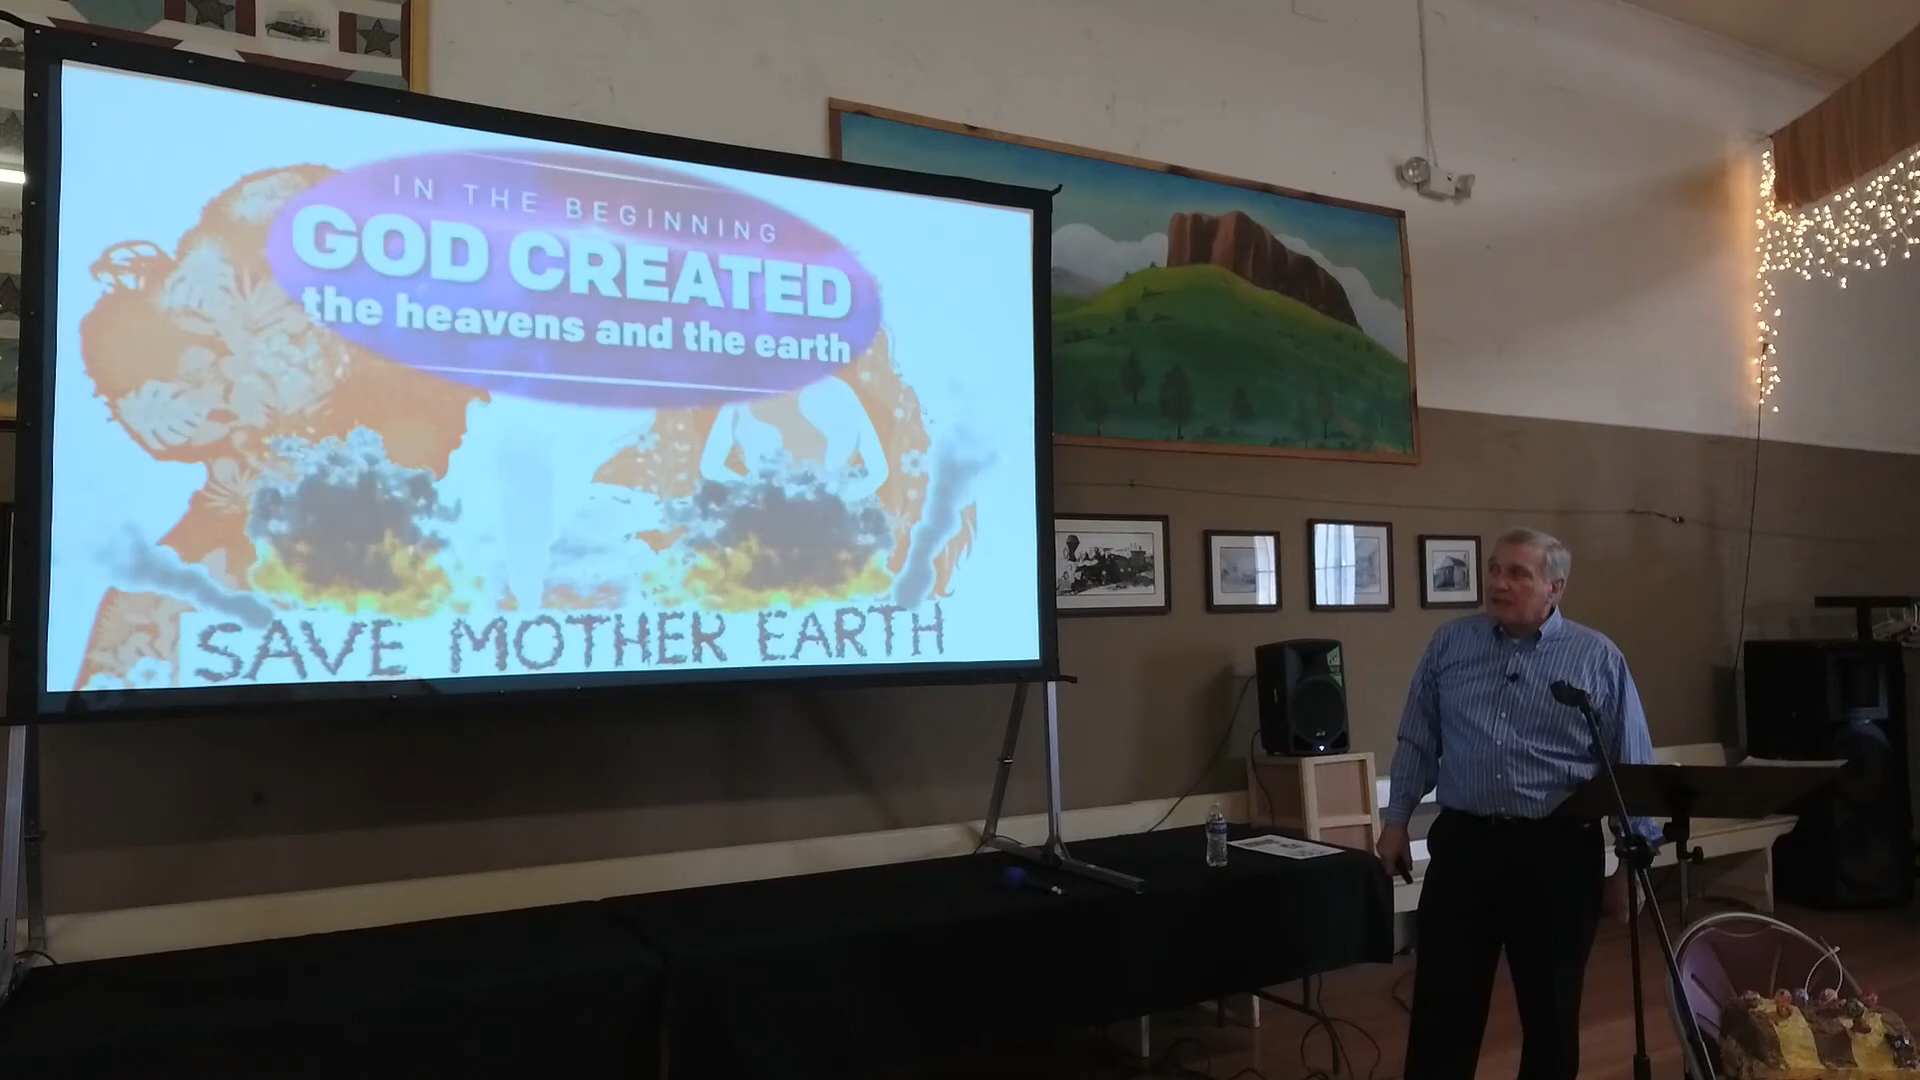 IN THE BEGINNING
GOD CREATED
the heavens and the earth
SAVE MOTHER EARTH